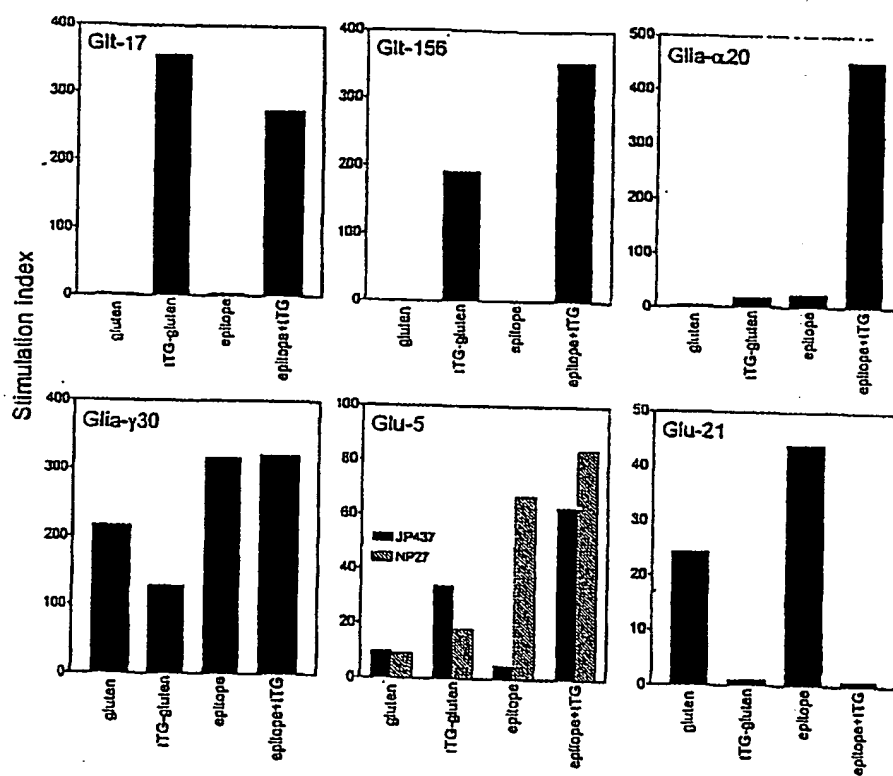 Stimulation index
Glt-17
400
300
200
100
0
gluten
tTG-gluten
epitope
epitope+tTG
Glt-156
400
300
200
100
0
gluten
tTG-gluten
epitope
epitope+tTG
Glia-α20
500
400
300
200
100
0
gluten
tTG-gluten
epitope
epitope+tTG
Glia-γ30
400
300
200
100
0
gluten
tTG-gluten
epitope
epitope+tTG
Glu-5
100
80
60
40
20
0
JP437
NP27
gluten
tTG-gluten
epitope
epitope+tTG
Glu-21
50
40
30
20
10
0
gluten
tTG-gluten
epitope
epitope+tTG